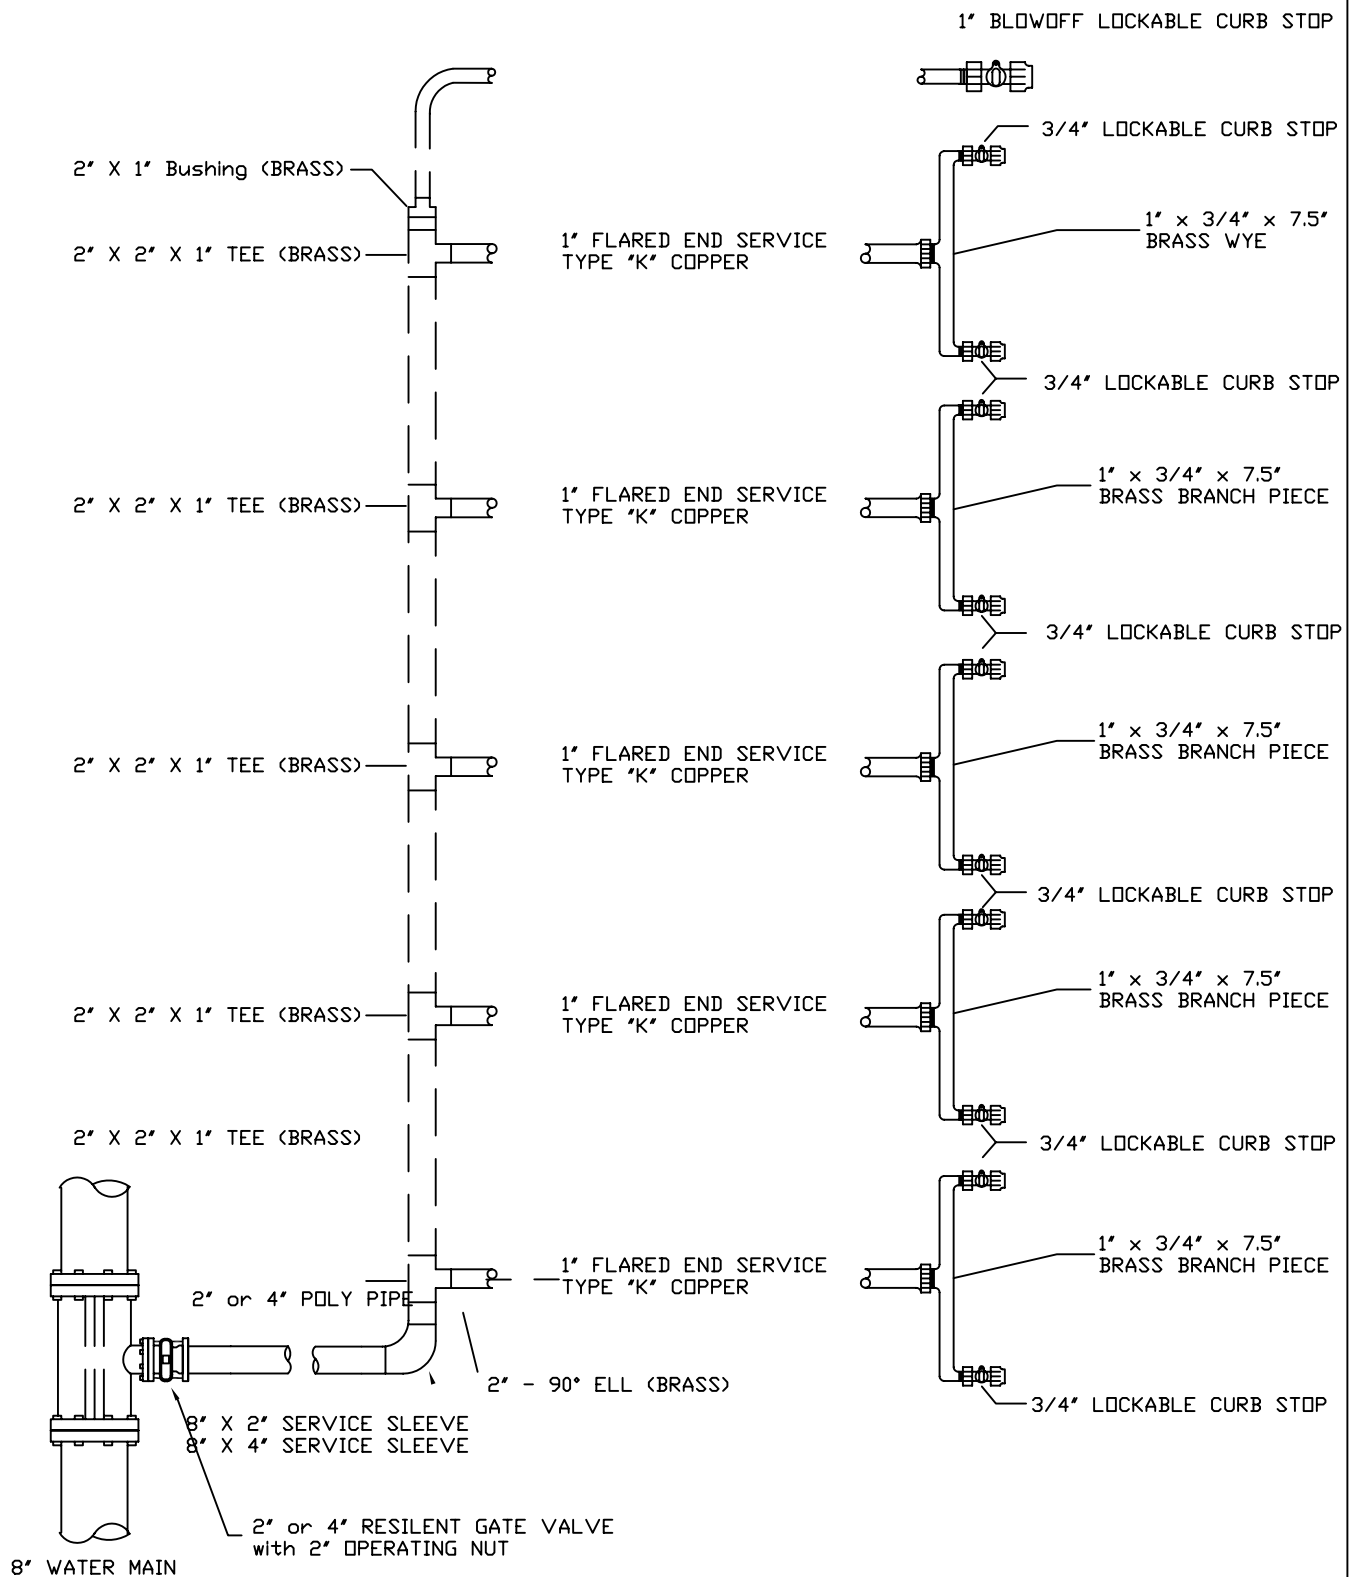 1" BLOWOFF LOCKABLE CURB STOP
3/4" LOCKABLE CURB STOP
2" X 1" Bushing (BRASS)
1" x 3/4" x 7.5"
BRASS WYE
2" X 2" X 1" TEE (BRASS)
1" FLARED END SERVICE
TYPE "K" COPPER
3/4" LOCKABLE CURB STOP
1" x 3/4" x 7.5"
BRASS BRANCH PIECE
2" X 2" X 1" TEE (BRASS)
1" FLARED END SERVICE
TYPE "K" COPPER
3/4" LOCKABLE CURB STOP
1" x 3/4" x 7.5"
BRASS BRANCH PIECE
2" X 2" X 1" TEE (BRASS)
1" FLARED END SERVICE
TYPE "K" COPPER
3/4" LOCKABLE CURB STOP
1" x 3/4" x 7.5"
BRASS BRANCH PIECE
2" X 2" X 1" TEE (BRASS)
1" FLARED END SERVICE
TYPE "K" COPPER
2" X 2" X 1" TEE (BRASS)
3/4" LOCKABLE CURB STOP
1" x 3/4" x 7.5"
BRASS BRANCH PIECE
1" FLARED END SERVICE
TYPE "K" COPPER
2" or 4" POLY PIPE
2" - 90° ELL (BRASS)
3/4" LOCKABLE CURB STOP
8" X 2" SERVICE SLEEVE
8" X 4" SERVICE SLEEVE
2" or 4" RESILENT GATE VALVE
with 2" OPERATING NUT
8" WATER MAIN